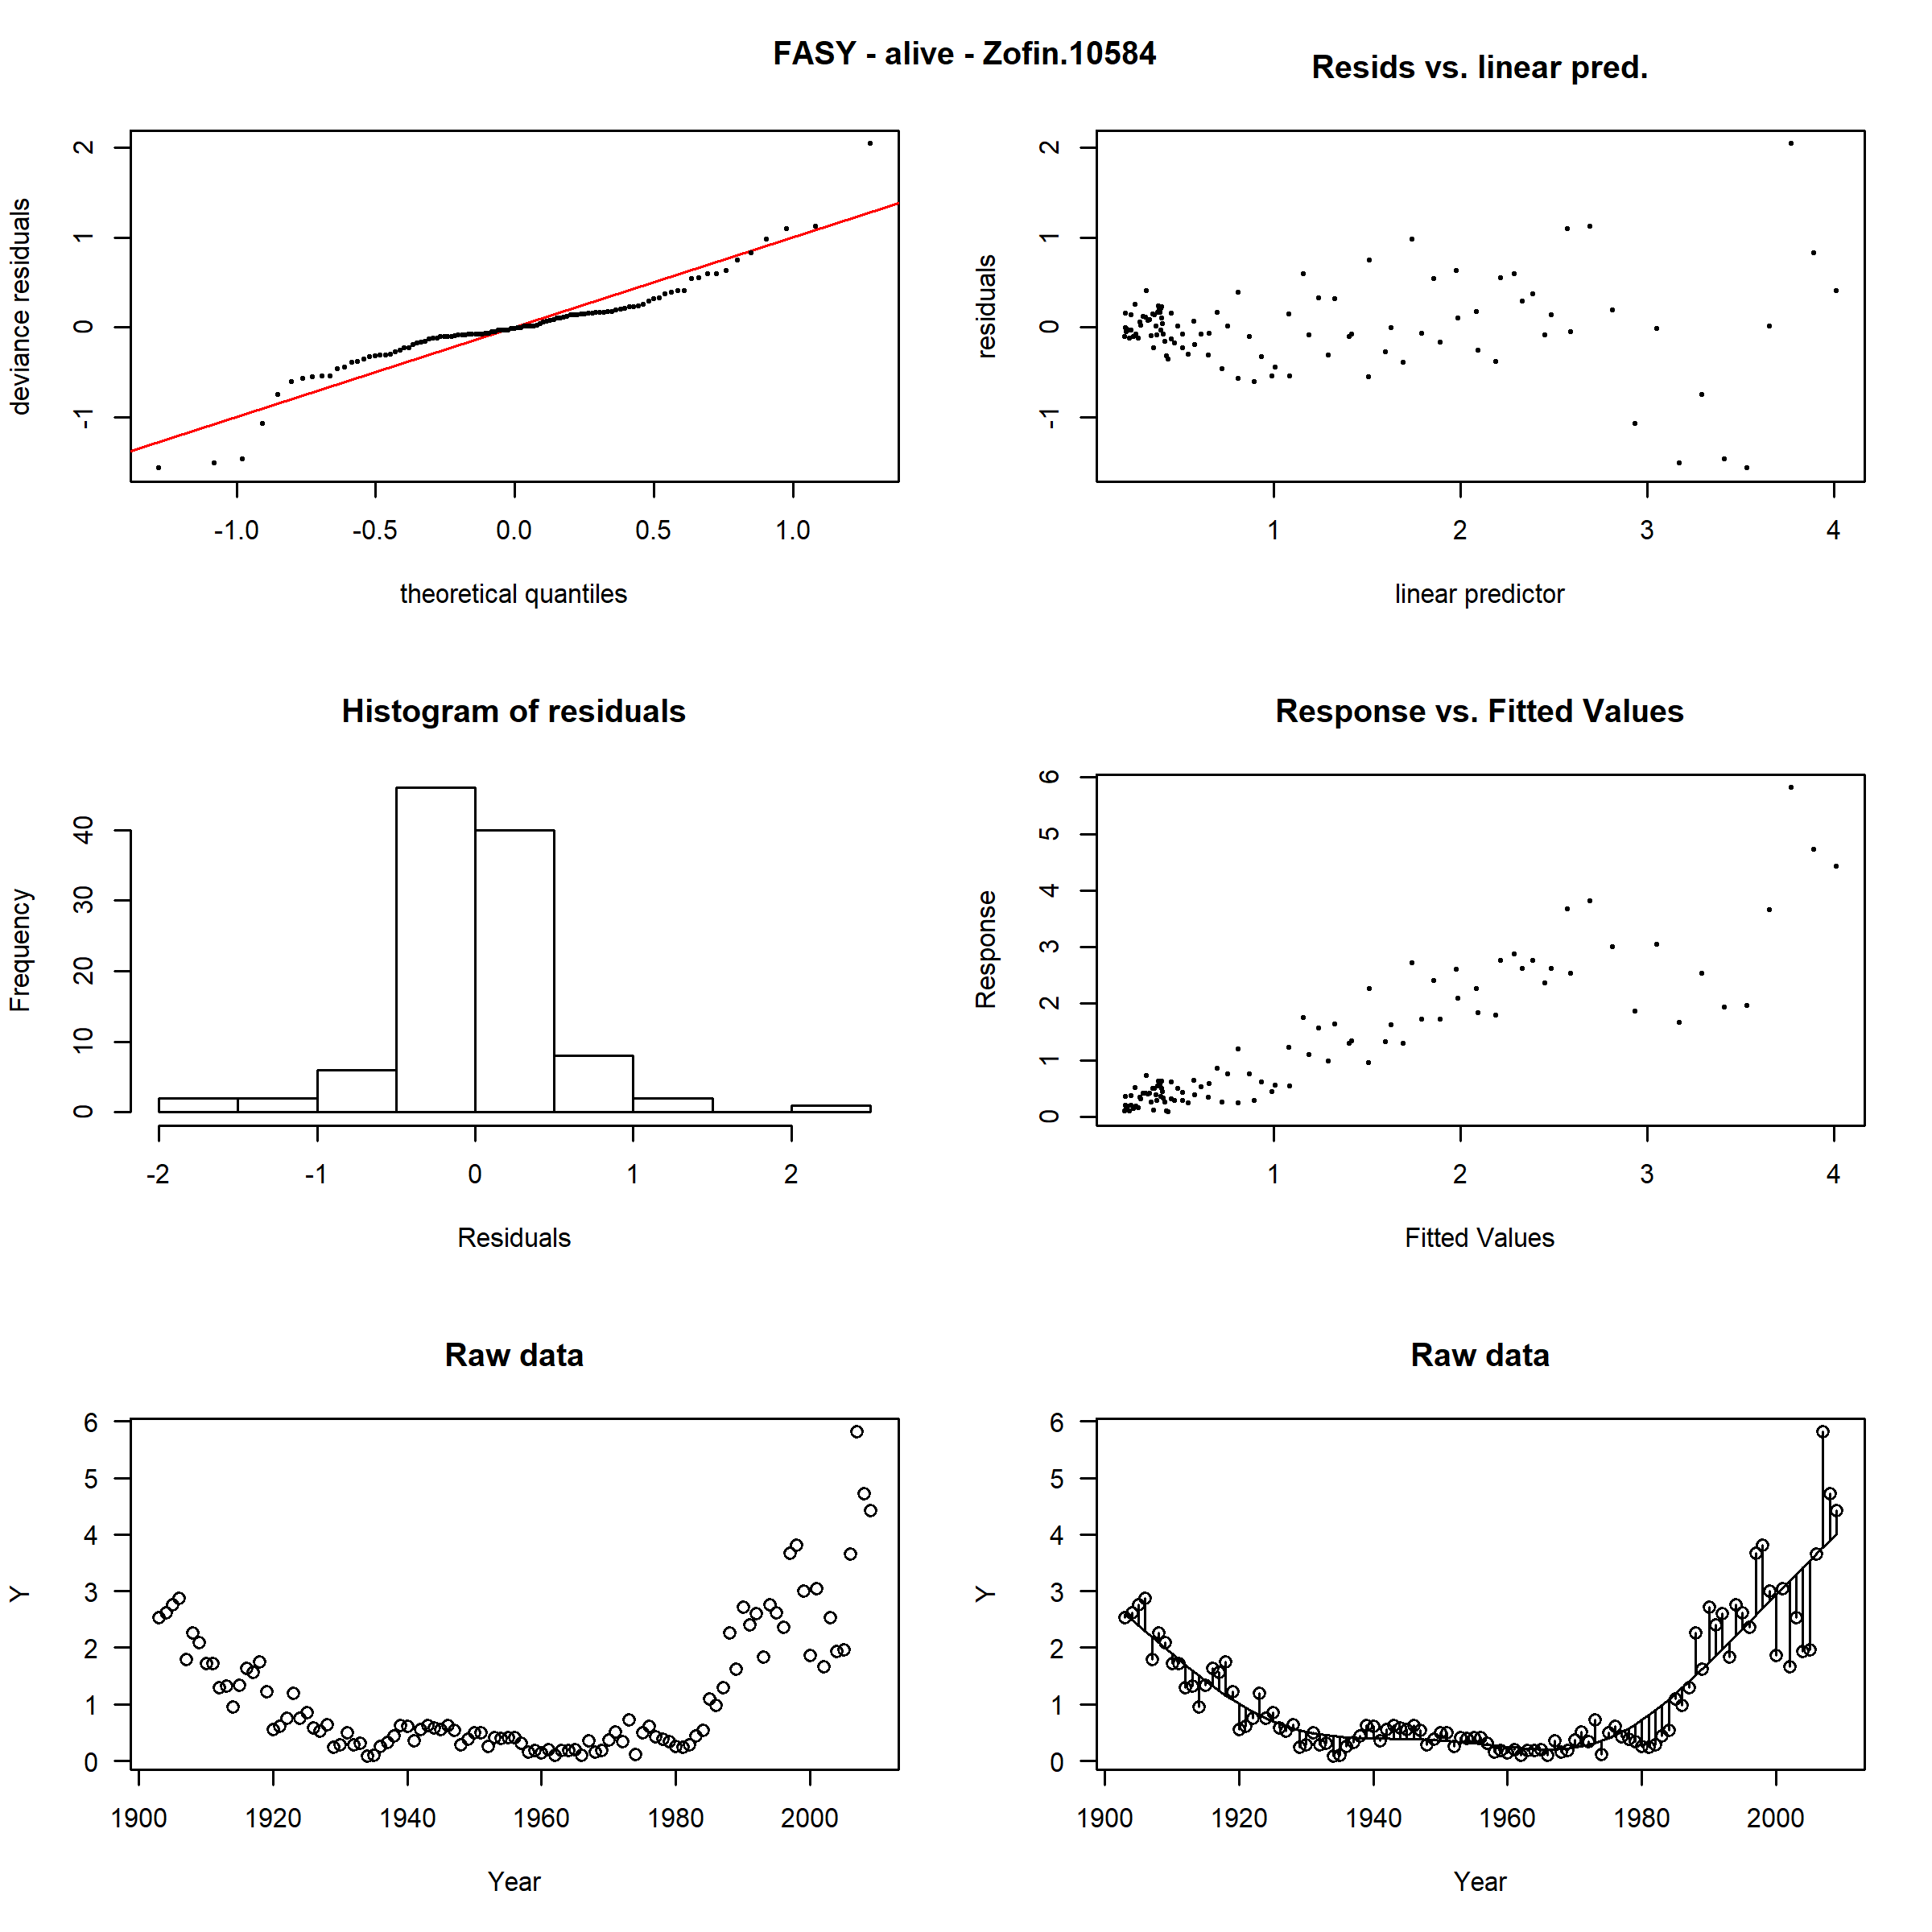 FASY - alive - Zofin.10584
Resids vs. linear pred.
deviance residuals
-1 0 1 2
-1.0 -0.5 0.0 0.5 1.0
theoretical quantiles
residuals
-1 0 1 2
1 2 3 4
linear predictor
Histogram of residuals
Frequency
0 10 20 30 40
-2 -1 0 1 2
Residuals
Response vs. Fitted Values
Response
0 1 2 3 4 5 6
1 2 3 4
Fitted Values
Raw data
Y
0 1 2 3 4 5 6
1900 1920 1940 1960 1980 2000
Year
Raw data
Y
0 1 2 3 4 5 6
1900 1920 1940 1960 1980 2000
Year